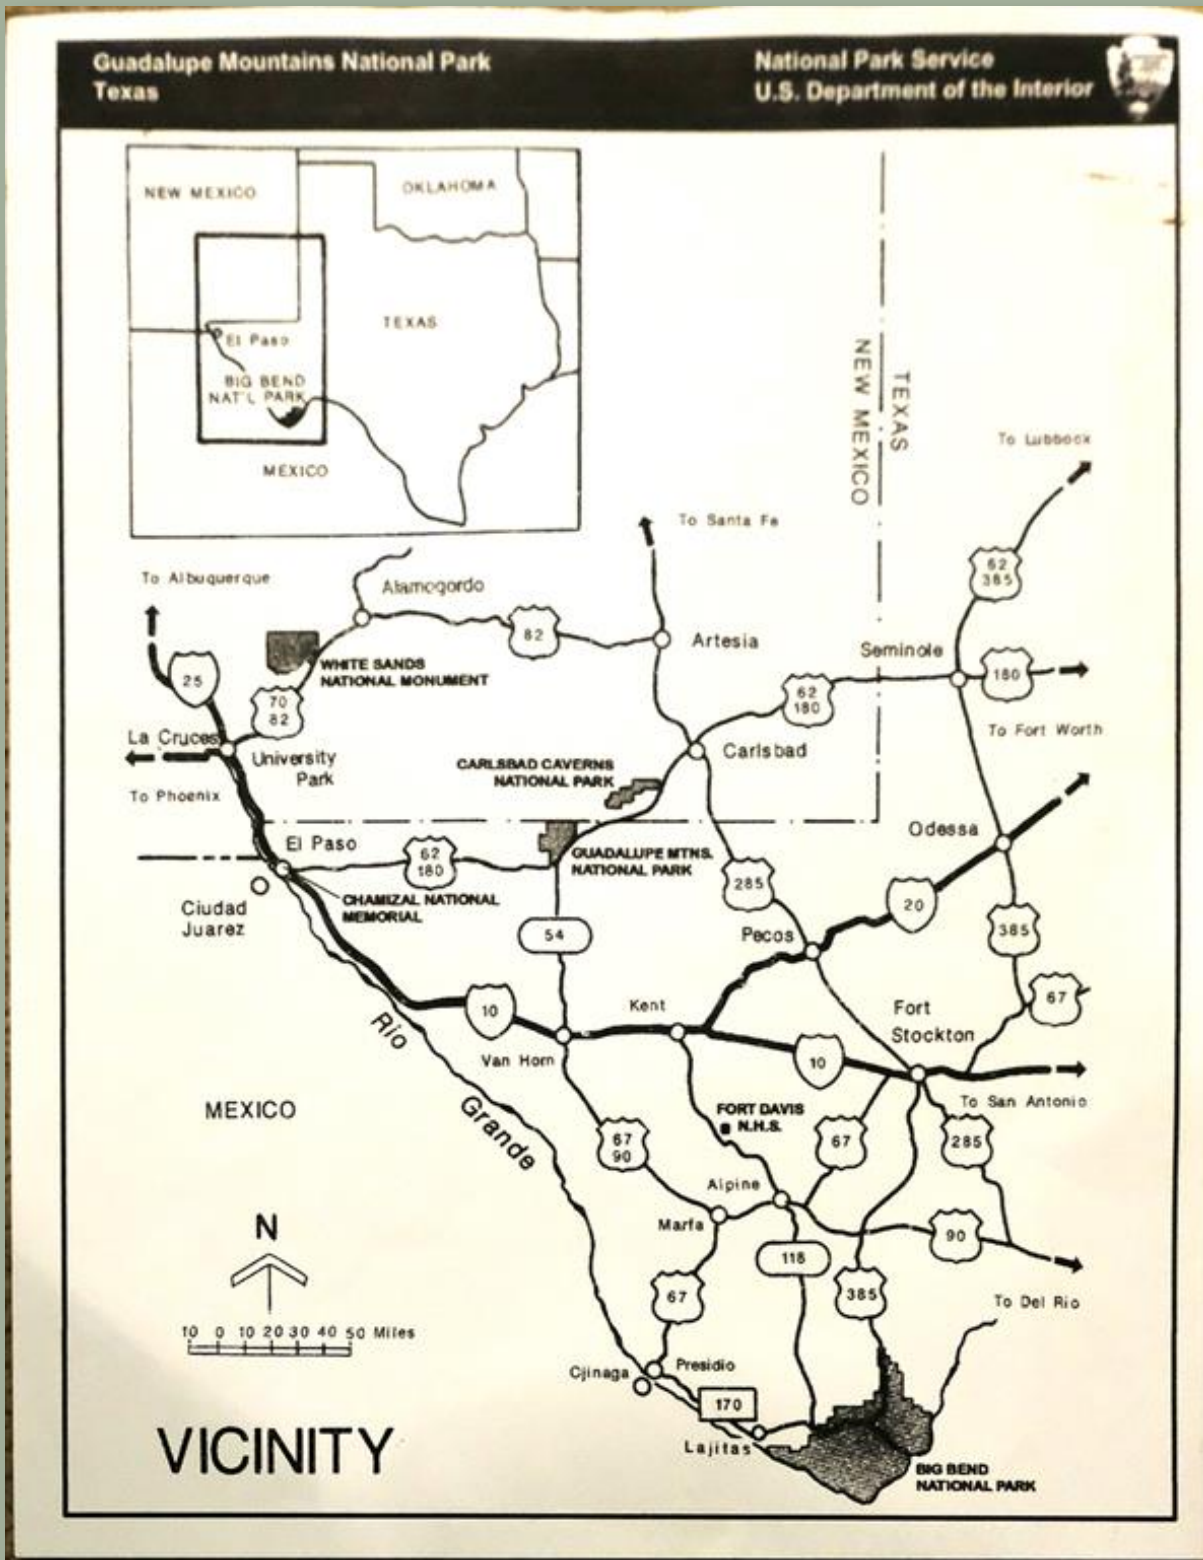 Guadalupe Mountains National Park
Texas
National Park Service
U.S. Department of the Interior
NEW MEXICO
OKLAHOMA
TEXAS
El Paso
BIG BEND
NAT'L PARK
MEXICO
TEXAS
NEW MEXICO
To Lubbock
To Santa Fe
To Albuquerque
Alamogordo
62
385
82
Artesia
Seminole
180
WHITE SANDS
NATIONAL MONUMENT
25
70
82
62
180
To Fort Worth
La Cruces
University
Park
Carlsbad
CARLSBAD CAVERNS
NATIONAL PARK
To Phoenix
El Paso
62
180
GUADALUPE MTNS.
NATIONAL PARK
Odessa
285
20
CHAMIZAL NATIONAL
MEMORIAL
Ciudad
Juarez
54
Pecos
385
67
10
Kent
Fort
Stockton
Rio
Grande
Van Horn
10
To San Antonio
MEXICO
FORT DAVIS
N.H.S.
67
90
67
285
Alpine
Marfa
90
118
N
67
385
To Del Rio
10 0 10 20 30 40 50 Miles
Cjinaga
Presidio
170
Lajitas
VICINITY
BIG BEND
NATIONAL PARK